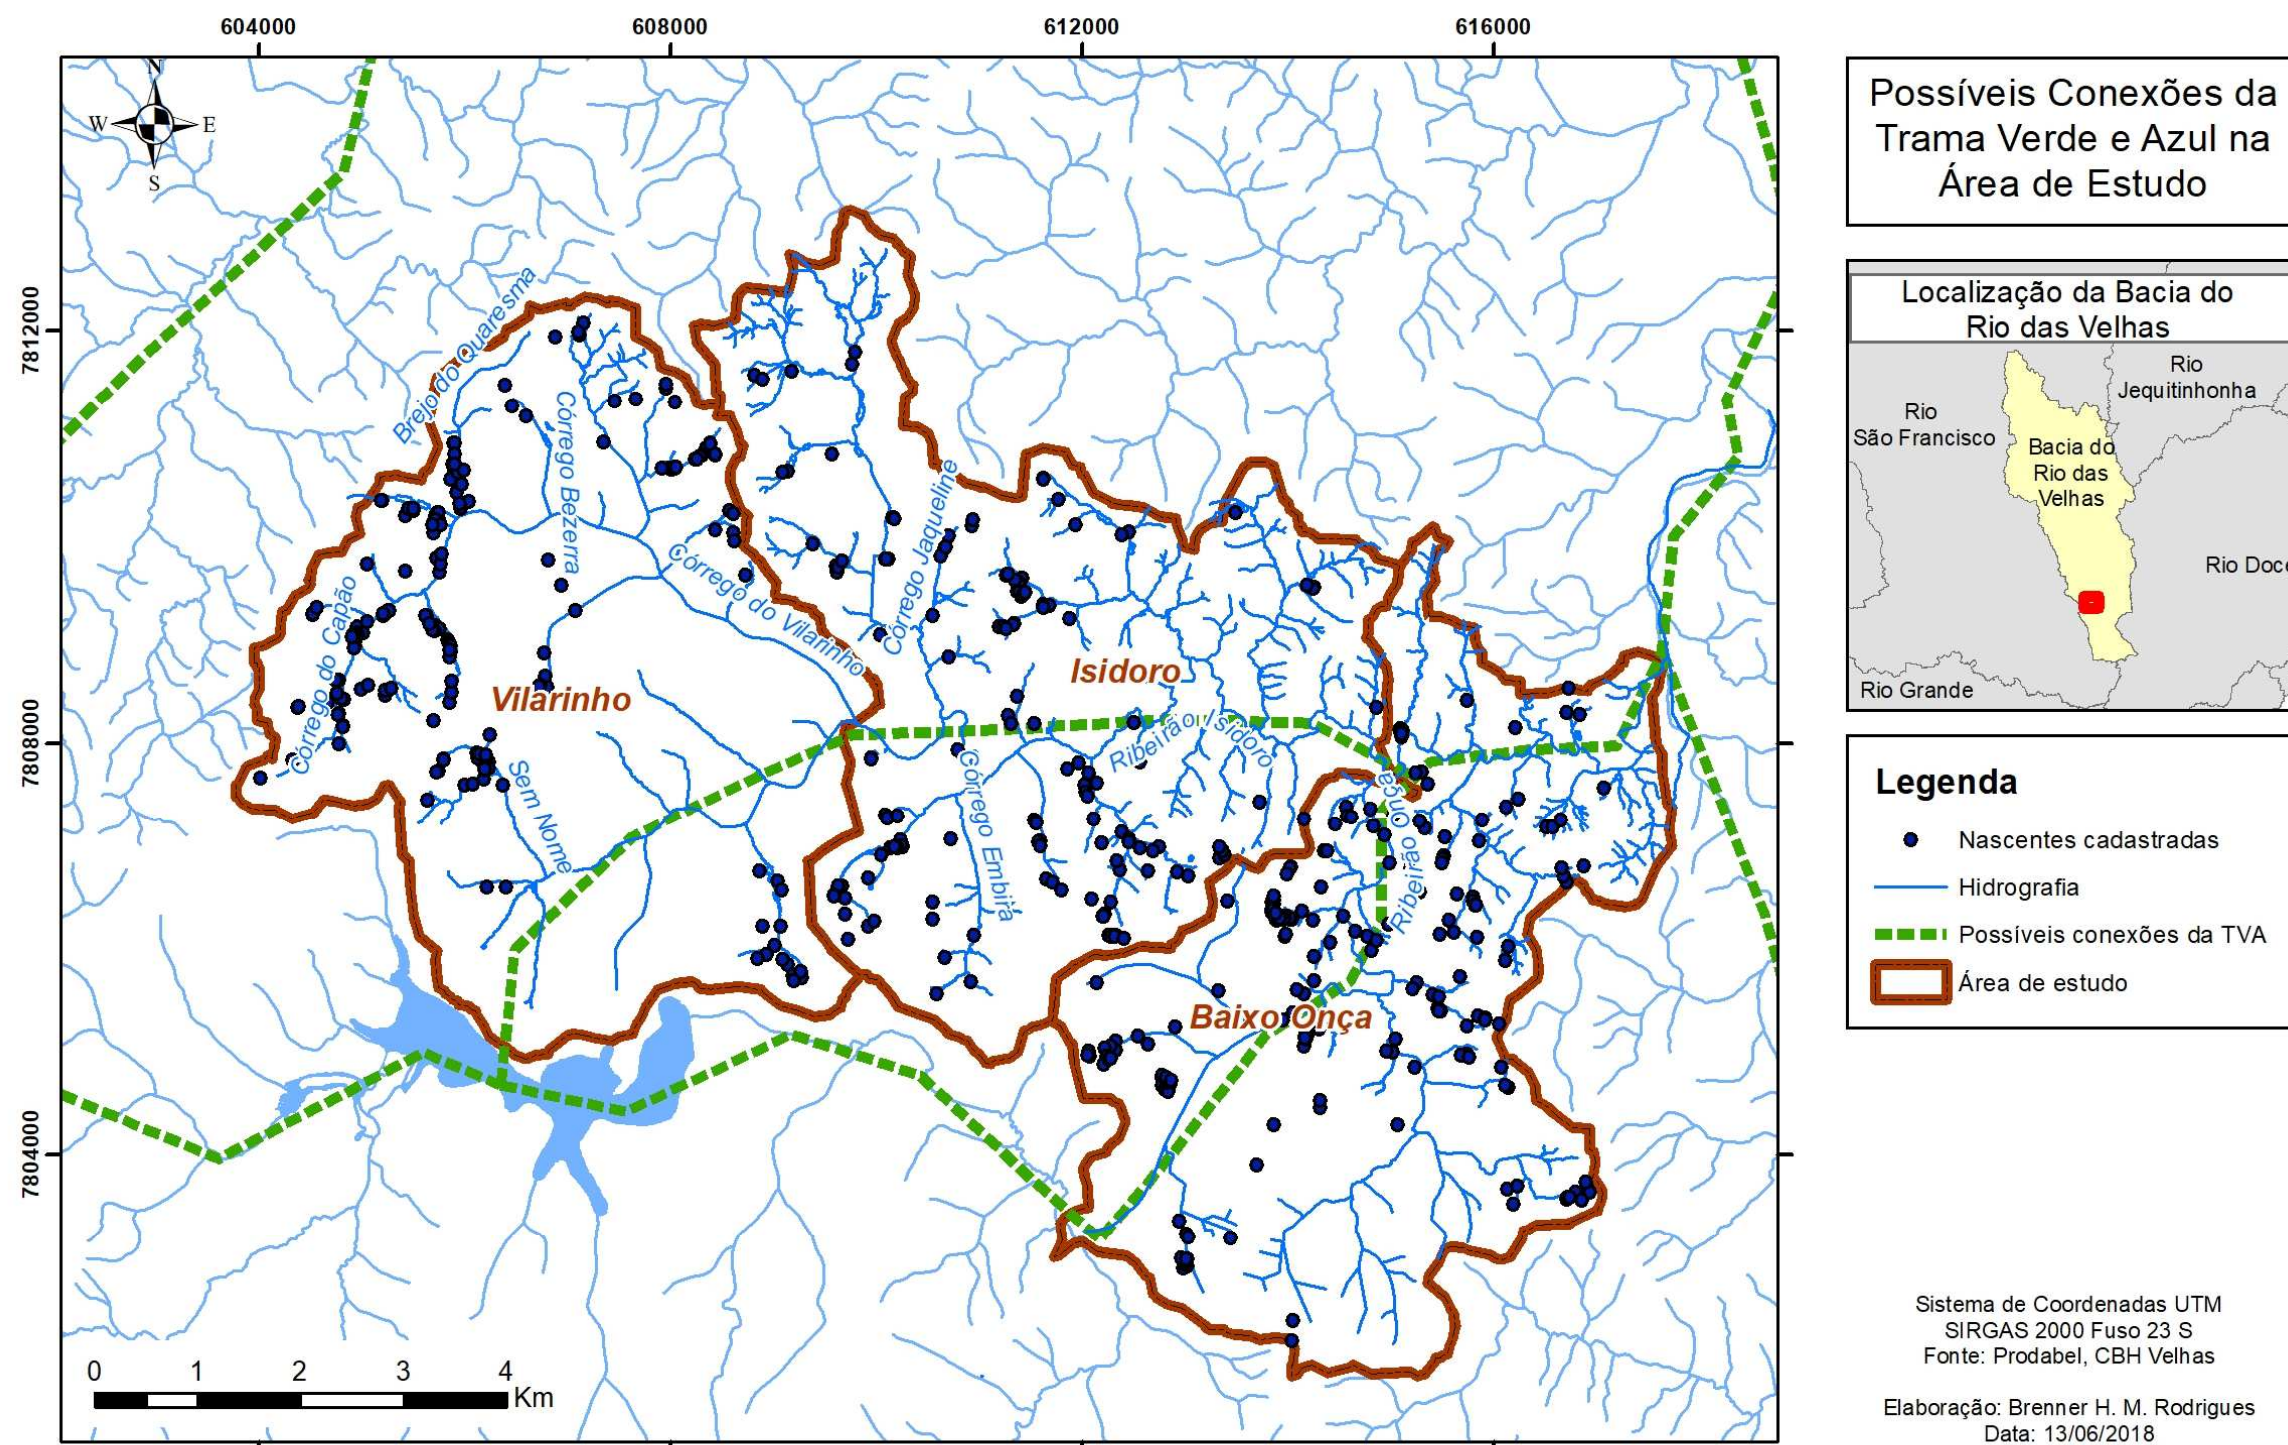 604000
608000
612000
616000
7812000
7808000
7804000
N
W
E
S
Brejo do Quaresma
Córrego Bezerra
Córrego Jaqueline
Córrego do Vilarinho
Córrego do Capão
Vilarinho
Isidoro
Ribeirão Isidoro
Sem Nome
Córrego Embira
Ribeirão Onça
Ribeirão Onça
Baixo Onça
0 1 2 3 4
Km
Possíveis Conexões da
Trama Verde e Azul na
Área de Estudo
Localização da Bacia do
Rio das Velhas
Rio
Jequitinhonha
Rio
São Francisco
Bacia do
Rio das
Velhas
Rio Doce
Rio Grande
Legenda
Nascentes cadastradas
Hidrografia
Possíveis conexões da TVA
Área de estudo
Sistema de Coordenadas UTM
SIRGAS 2000 Fuso 23 S
Fonte: Prodabel, CBH Velhas
Elaboração: Brenner H. M. Rodrigues
Data: 13/06/2018